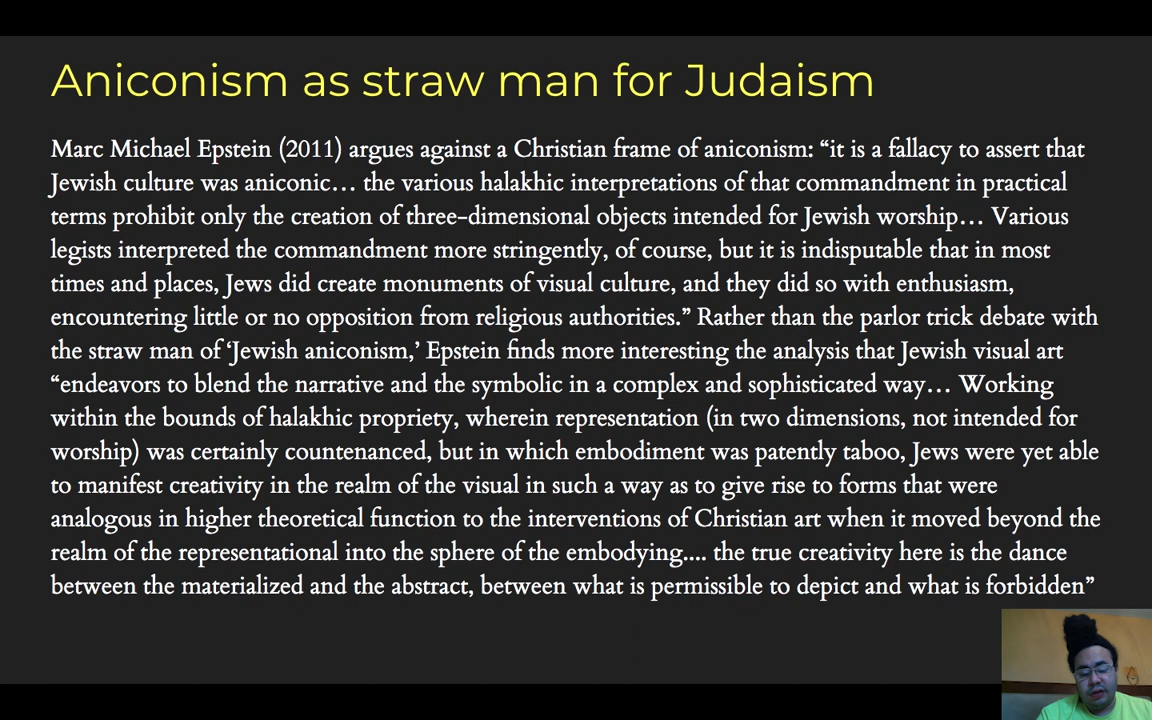 Aniconism as straw man for Judaism
Marc Michael Epstein (2011) argues against a Christian frame of aniconism: “it is a fallacy to assert that
Jewish culture was aniconic… the various halakhic interpretations of that commandment in practical
terms prohibit only the creation of three-dimensional objects intended for Jewish worship… Various
legists interpreted the commandment more stringently, of course, but it is indisputable that in most
times and places, Jews did create monuments of visual culture, and they did so with enthusiasm,
encountering little or no opposition from religious authorities.” Rather than the parlor trick debate with
the straw man of ‘Jewish aniconism,’ Epstein finds more interesting the analysis that Jewish visual art
“endeavors to blend the narrative and the symbolic in a complex and sophisticated way… Working
within the bounds of halakhic propriety, wherein representation (in two dimensions, not intended for
worship) was certainly countenanced, but in which embodiment was patently taboo, Jews were yet able
to manifest creativity in the realm of the visual in such a way as to give rise to forms that were
analogous in higher theoretical function to the interventions of Christian art when it moved beyond the
realm of the representational into the sphere of the embodying.... the true creativity here is the dance
between the materialized and the abstract, between what is permissible to depict and what is forbidden”